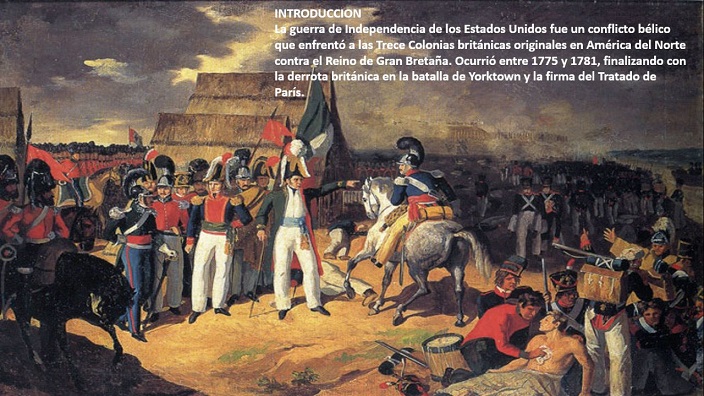 INTRODUCCIÓN
La guerra de Independencia de los Estados Unidos fue un conflicto bélico
que enfrentó a las Trece Colonias británicas originales en América del Norte
contra el Reino de Gran Bretaña. Ocurrió entre 1775 y 1781, finalizando con
la derrota británica en la batalla de Yorktown y la firma del Tratado de
París.